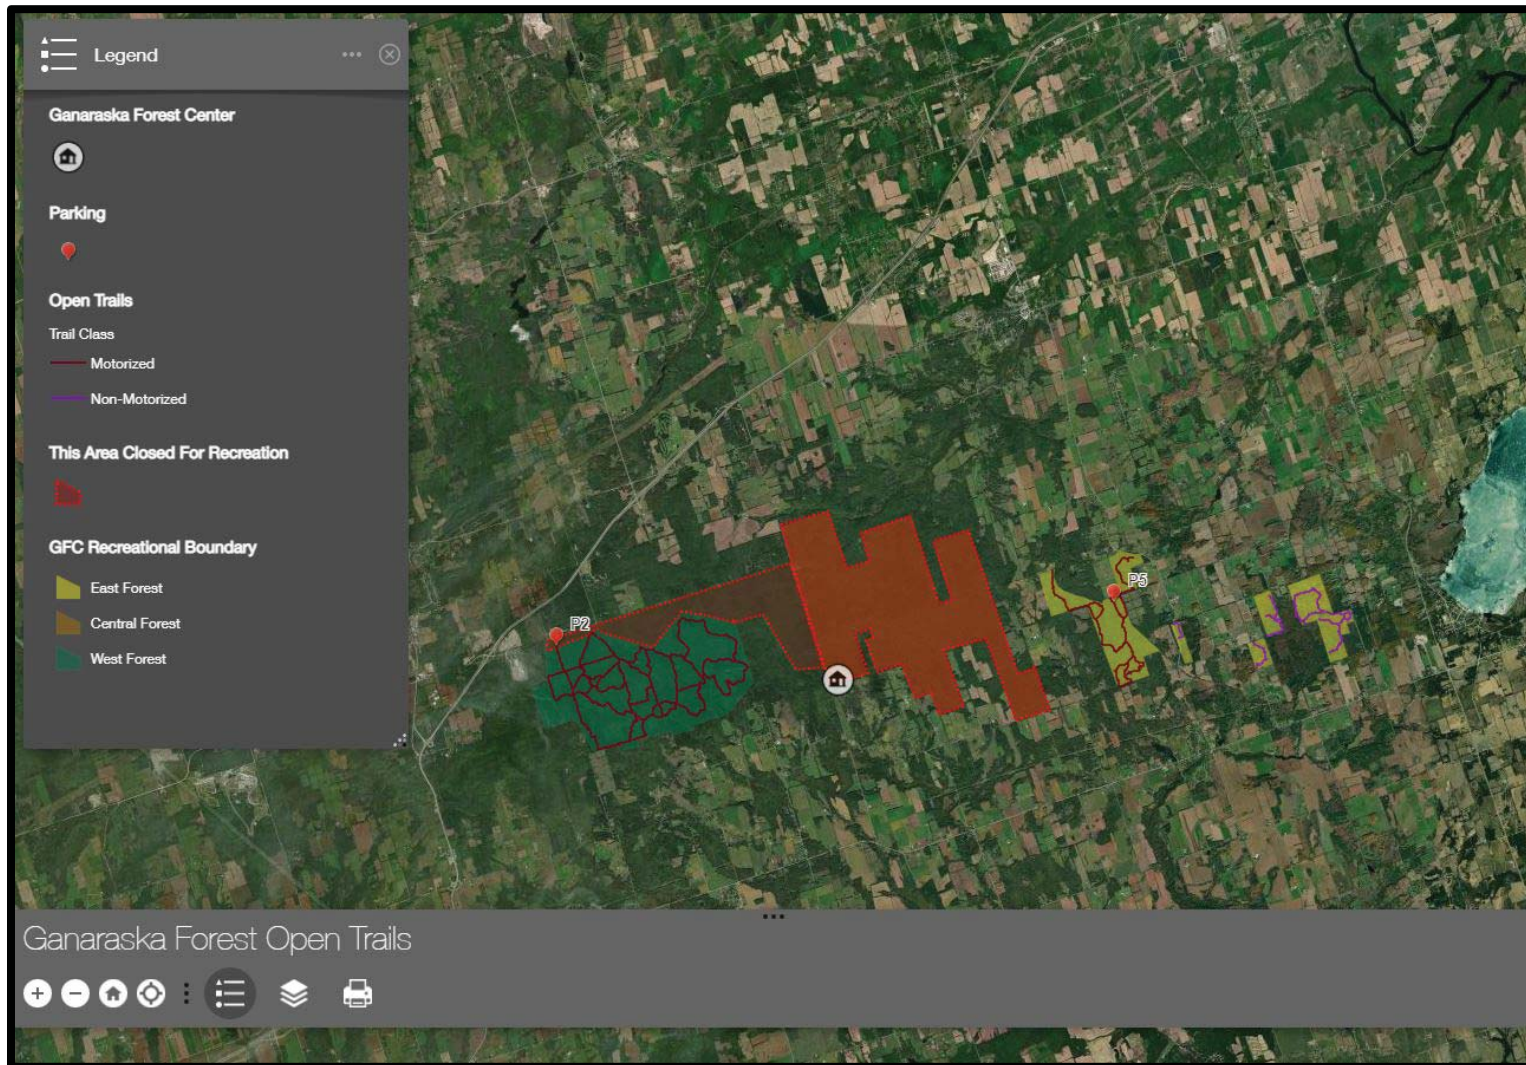 Legend
Ganaraska Forest Center
Parking
Open Trails
Trail Class
Motorized
Non-Motorized
This Area Closed For Recreation
GFC Recreational Boundary
East Forest
Central Forest
West Forest
P2
P5
Ganaraska Forest Open Trails